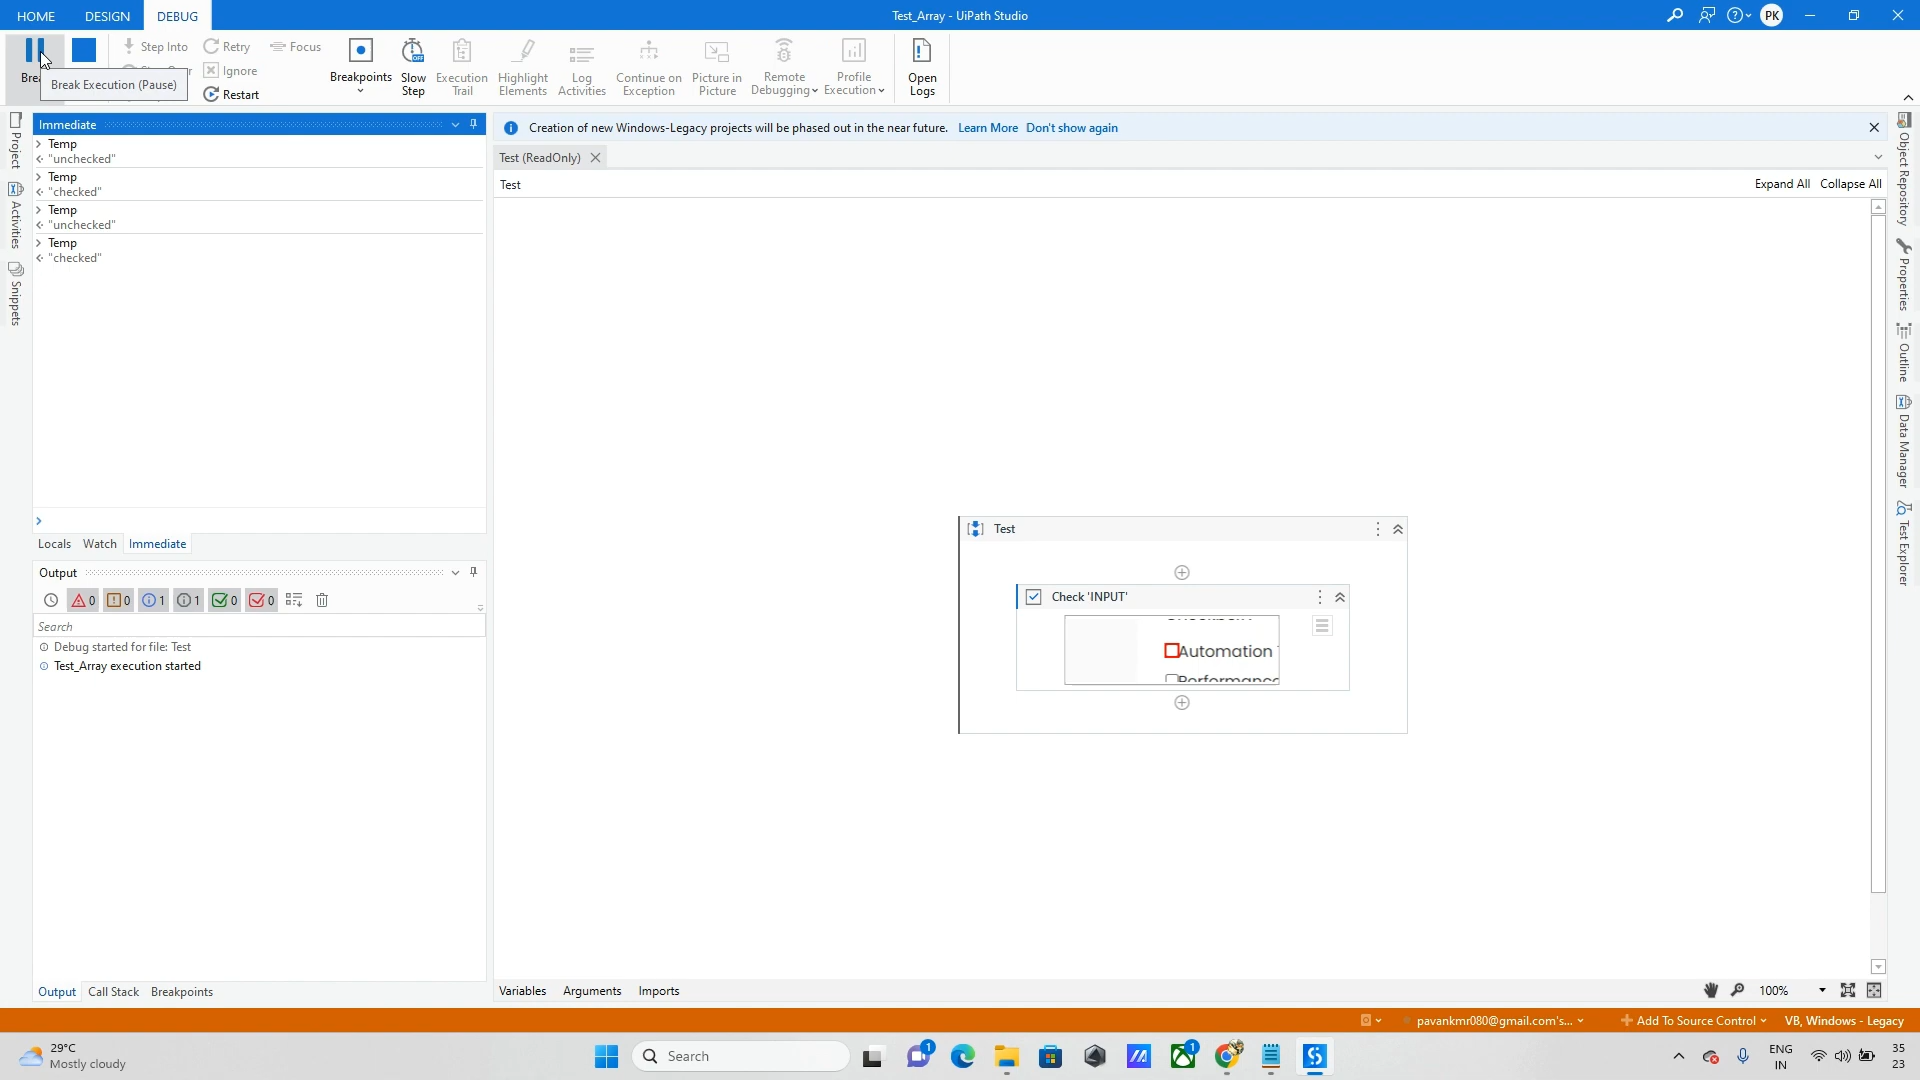 HOME DESIGN DEBUG Test_Array - UiPath Studio PK
Step Into Retry Focus
Break Ignore
Break Execution (Pause)
Restart
Breakpoints
Slow Step
Execution Trail
Highlight Elements
Log Activities
Continue on Exception
Picture in Picture
Remote Debugging
Profile Execution
Open Logs
Project
Activities
Snippets
Immediate
Temp
"unchecked"
Temp
"checked"
Temp
"unchecked"
Temp
"checked"
Locals Watch Immediate
Output
0 0 1 1 0 0
Search
Debug started for file: Test
Test_Array execution started
Output Call Stack Breakpoints
Creation of new Windows-Legacy projects will be phased out in the near future. Learn More Don't show again
Test (ReadOnly)
Test Expand All Collapse All
Test
Check 'INPUT'
Automation
Performance
Variables Arguments Imports 100%
Object Repository
Properties
Outline
Data Manager
Test Explorer
pavankmr080@gmail.com's... Add To Source Control VB, Windows - Legacy
29°C
Mostly cloudy
Search
1
1
ENG
IN
35
23